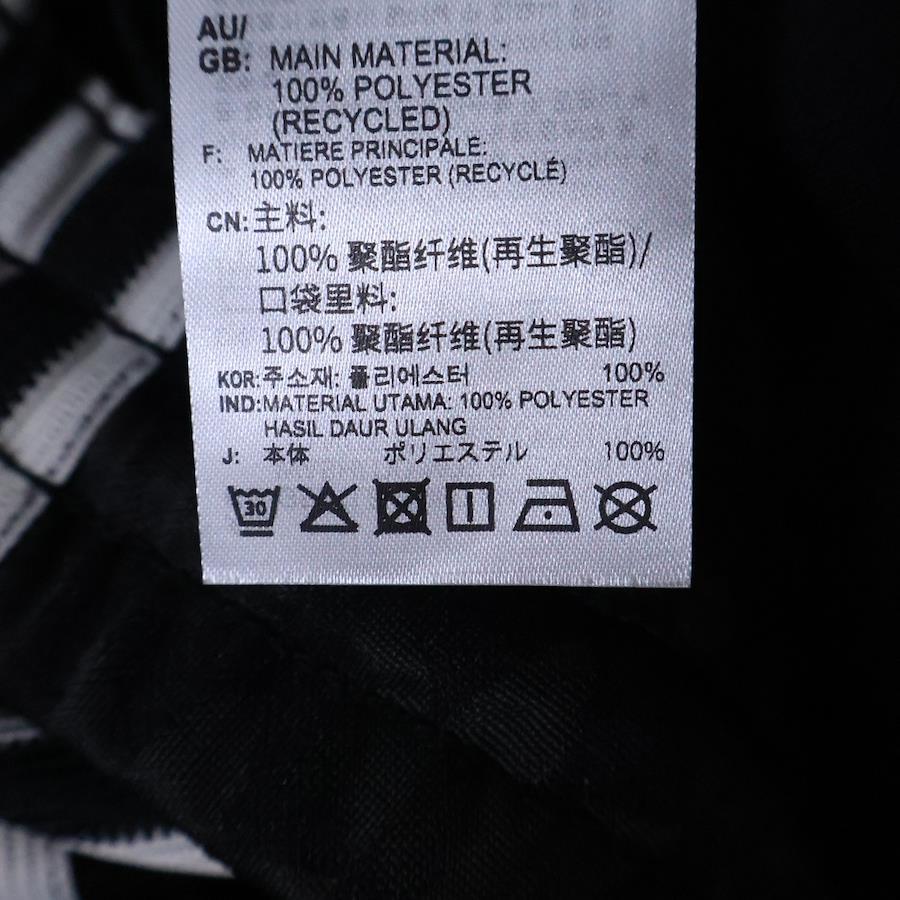 AU/
GB: MAIN MATERIAL:
100% POLYESTER
(RECYCLED)
F: MATIERE PRINCIPALE:
100% POLYESTER (RECYCLÉ)
CN: 主料:
100% 聚酯纤维(再生聚酯)/
口袋里料:
100% 聚酯纤维(再生聚酯)
KOR: 주소재: 폴리에스터 100%
IND: MATERIAL UTAMA: 100% POLYESTER
HASIL DAUR ULANG
J: 本体 ポリエステル 100%
30